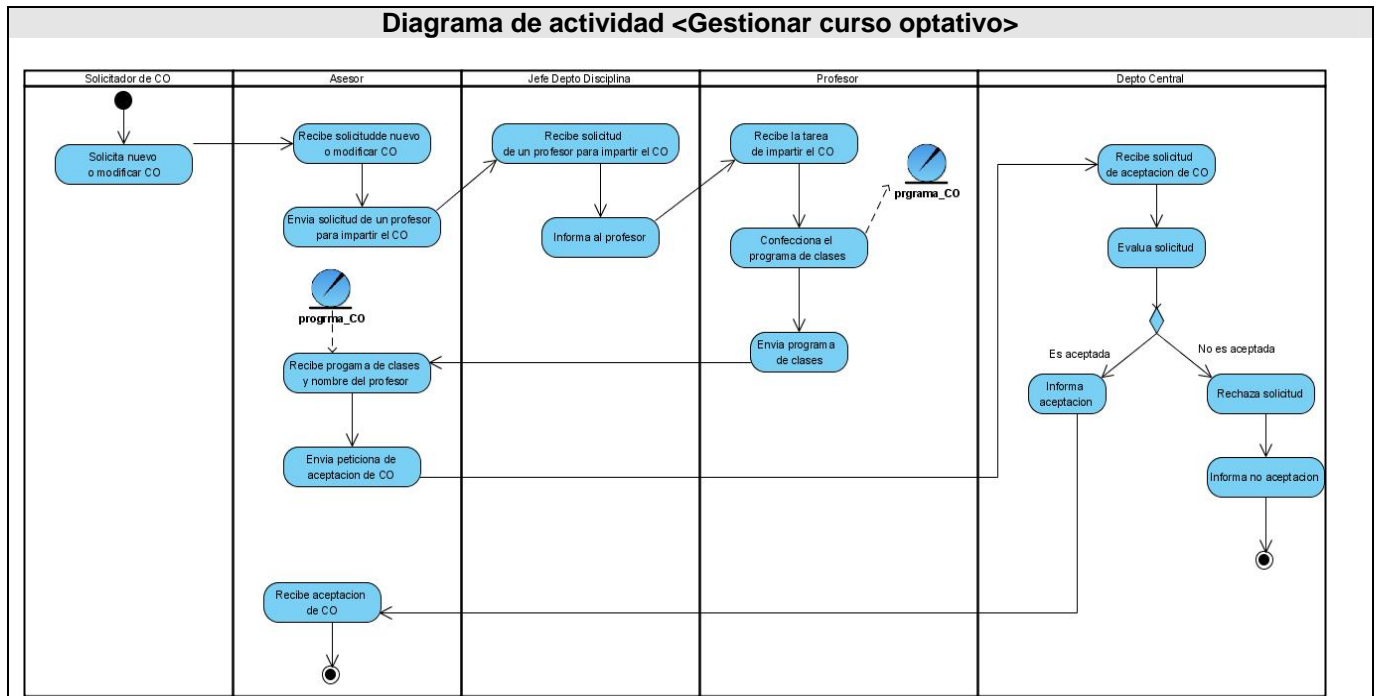 Diagrama de actividad <Gestionar curso optativo>
Solicitador de CO
Asesor
Jefe Depto Disciplina
Profesor
Depto Central
Solicita nuevo
o modificar CO
Recibe solicitudde nuevo
o modificar CO
Envia solicitud de un profesor
para impartir el CO
progrma_CO
Recibe progama de clases
y nombre del profesor
Envia peticiona de
aceptacion de CO
Recibe aceptacion
de CO
Recibe solicitud
de un profesor para impartir el CO
Informa al profesor
Recibe la tarea
de impartir el CO
prgrama_CO
Confecciona el
programa de clases
Envia programa
de clases
Recibe solicitud
de aceptacion de CO
Evalua solicitud
Es aceptada
No es aceptada
Informa
aceptacion
Rechaza solicitud
Informa no aceptacion